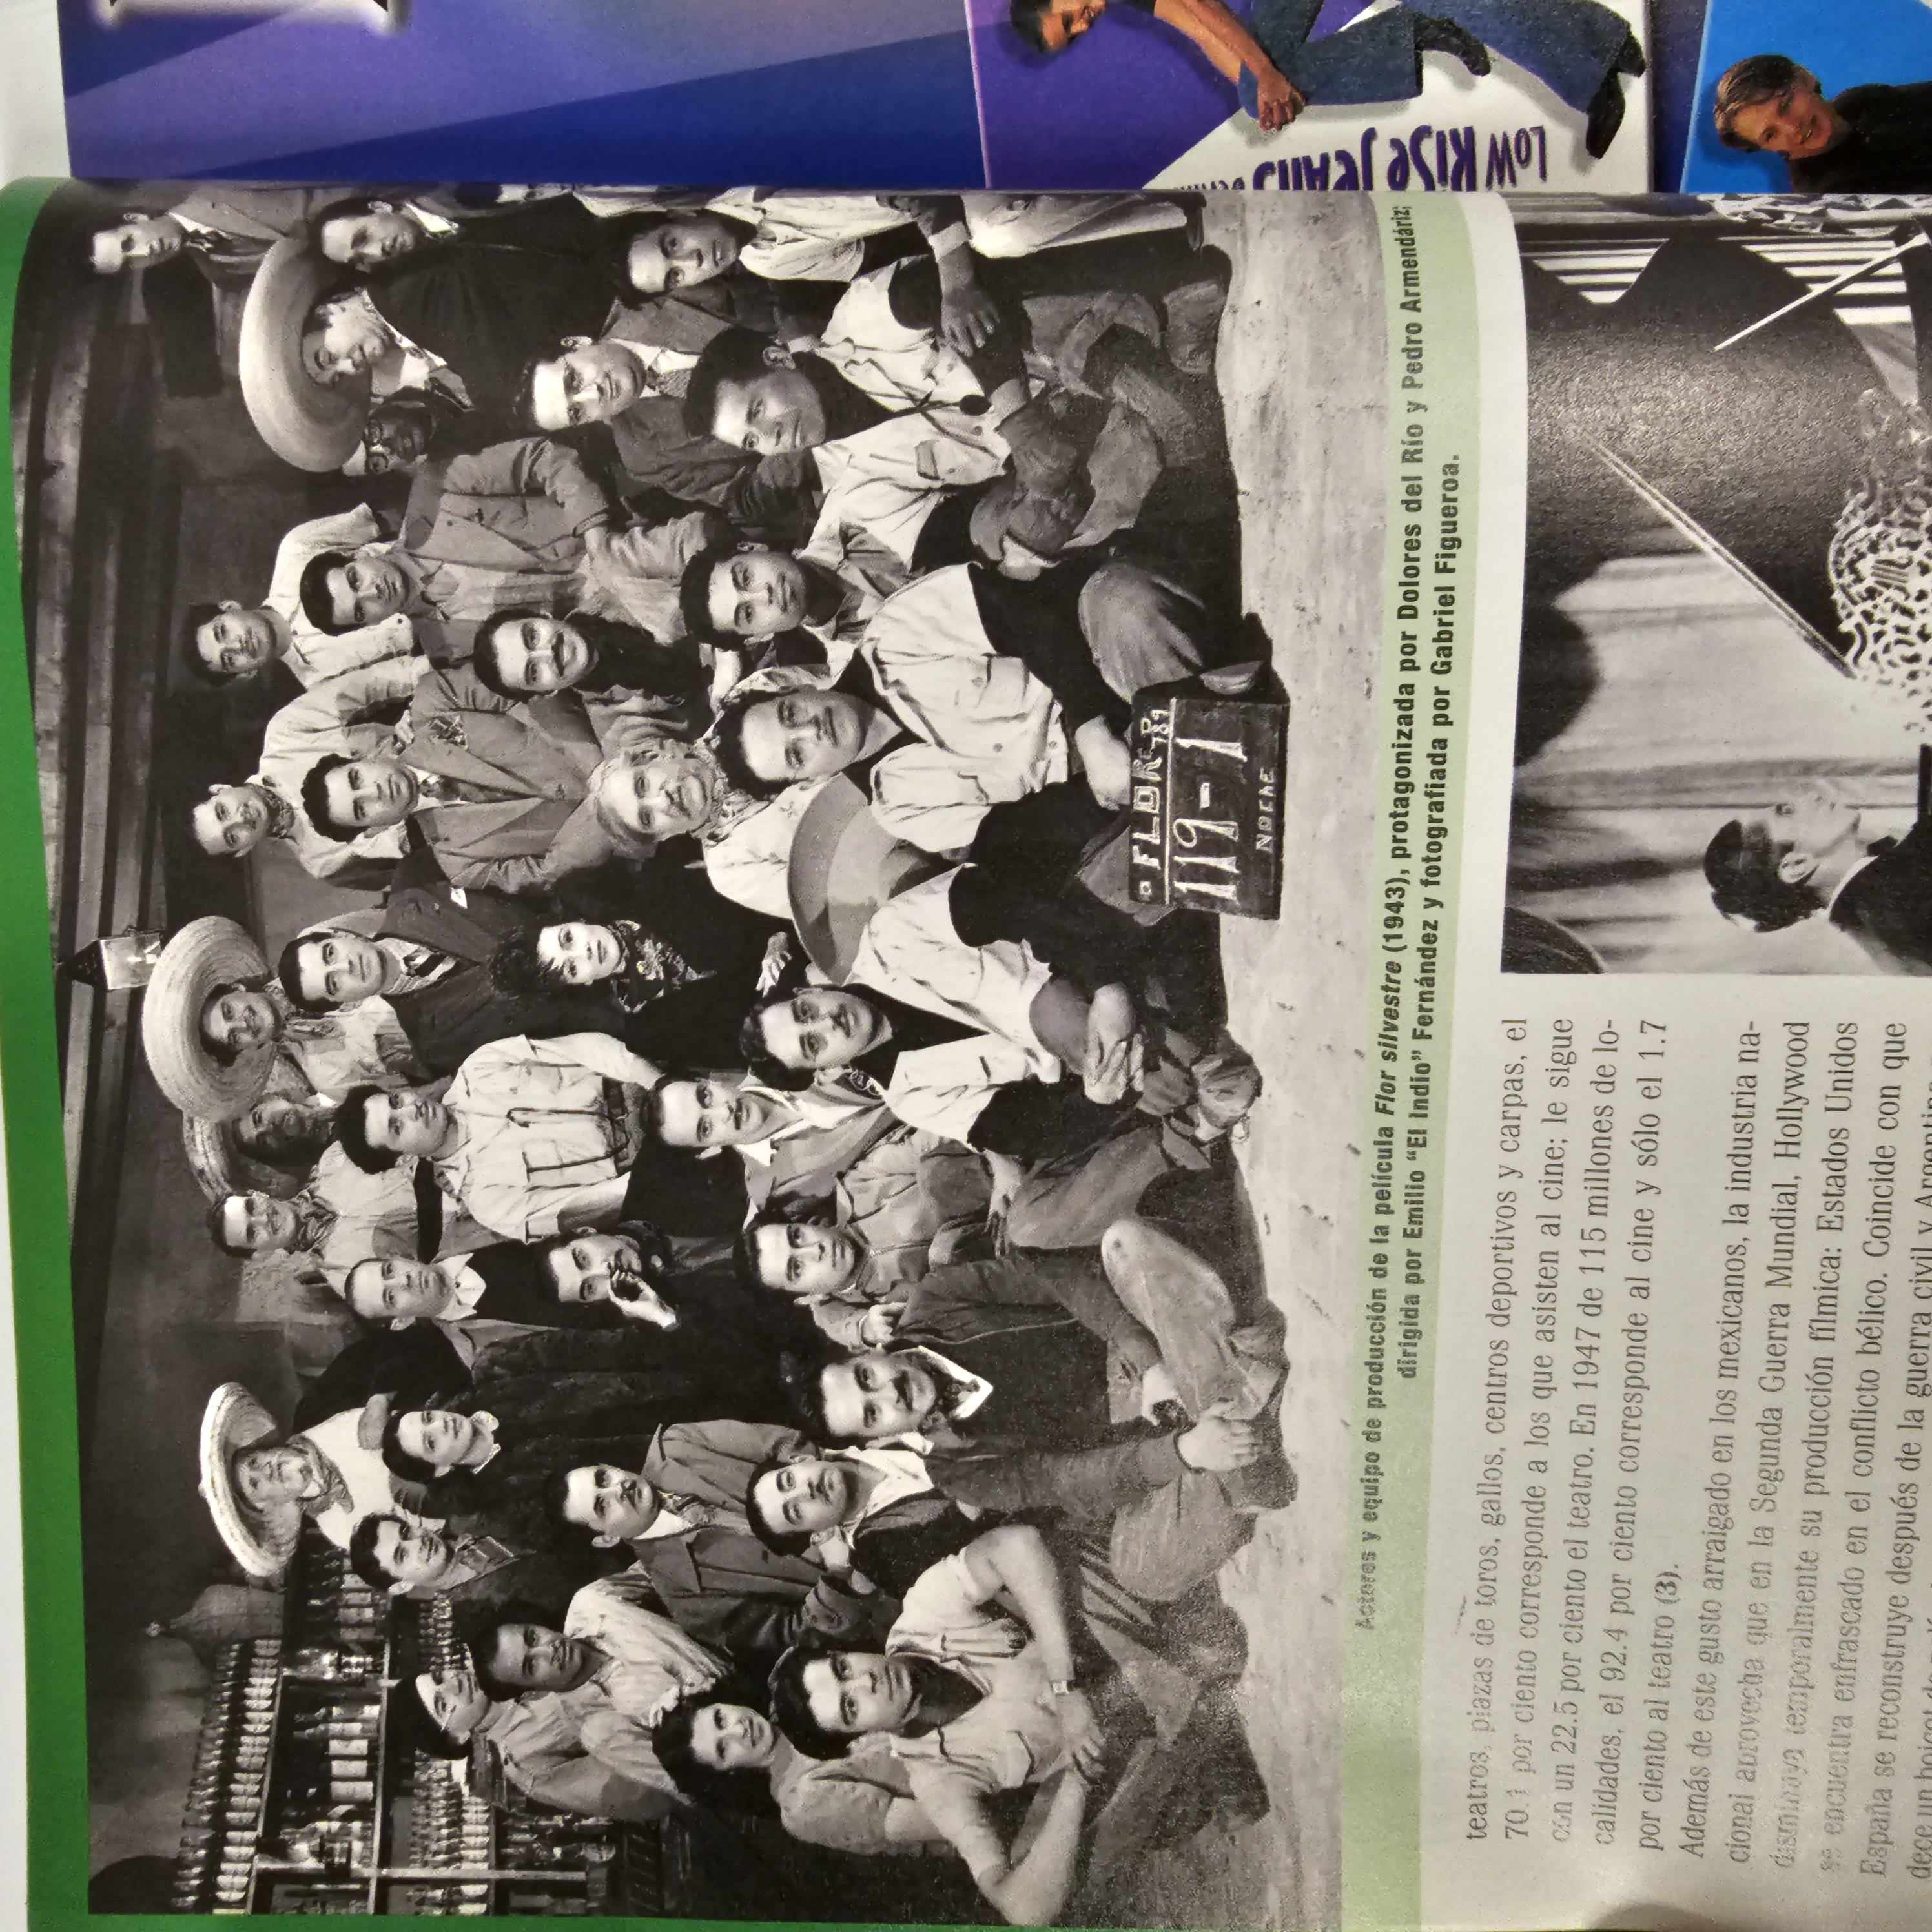 FLOR
119-1
NOCHE
Actores y equipo de producción de la película Flor silvestre (1943), protagonizada por Dolores del Río y Pedro Armendáriz;
dirigida por Emilio “El Indio” Fernández y fotografiada por Gabriel Figueroa.
teatros, plazas de toros, gallos, centros deportivos y carpas, el
70.1 por ciento corresponde a los que asisten al cine; le sigue
con un 22.5 por ciento el teatro. En 1947 de 115 millones de lo-
calidades, el 92.4 por ciento corresponde al cine y sólo el 1.7
por ciento al teatro (3).
Además de este gusto arraigado en los mexicanos, la industria na-
cional aprovecha que en la Segunda Guerra Mundial, Hollywood
disminuya temporalmente su producción fílmica: Estados Unidos
se encuentra enfrascado en el conflicto bélico. Coincide con que
España se reconstruye después de la guerra civil y Argentina
dece un boicot de
LOW RISE JEANS